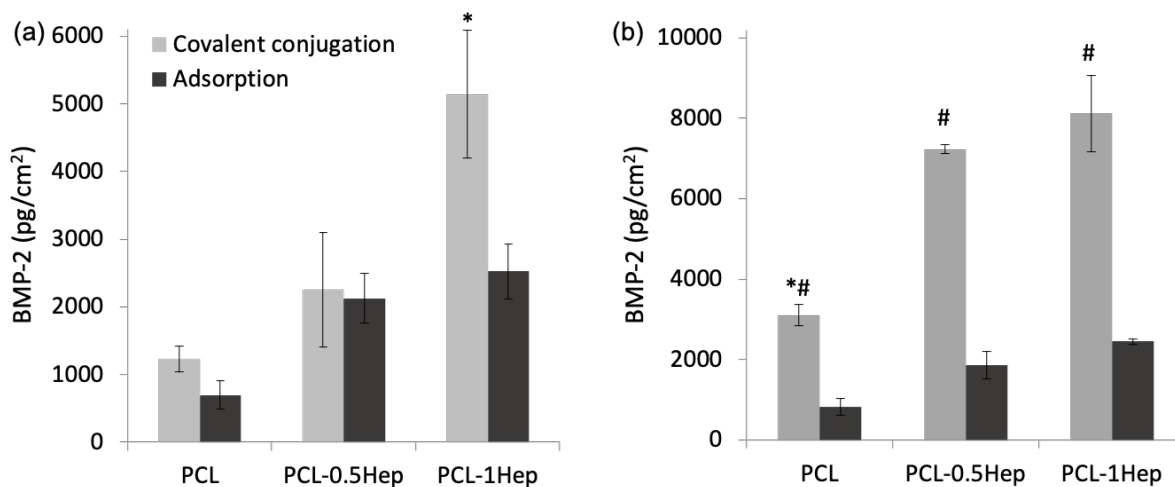 (a)
BMP-2 (pg/cm²)
6000
5000
4000
3000
2000
1000
0
Covalent conjugation
Adsorption
*
PCL
PCL-0.5Hep
PCL-1Hep
(b)
BMP-2 (pg/cm²)
10000
8000
6000
4000
2000
0
*#
#
#
PCL
PCL-0.5Hep
PCL-1Hep